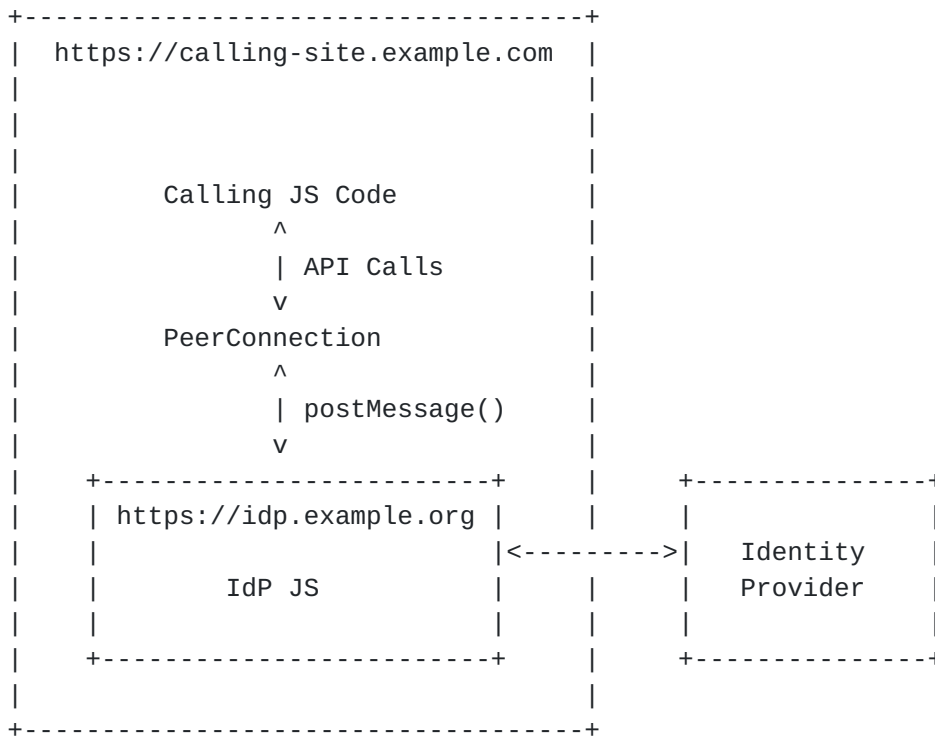 https://calling-site.example.com
Calling JS Code
^
| API Calls
v
PeerConnection
^
| postMessage()
v
https://idp.example.org
<--------->
Identity
IdP JS
Provider